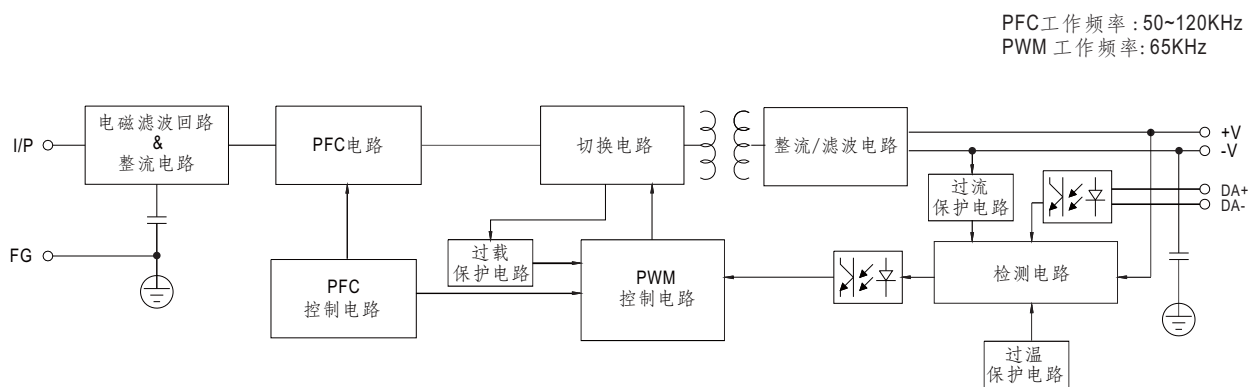 PFC工作频率：50~120KHz
PWM 工作频率：65KHz
电磁滤波回路
&
整流电路
PFC电路
切换电路
整流/滤波电路
+V
-V
I/P
过流
保护电路
DA+
DA-
FG
过载
保护电路
PFC
控制电路
PWM
控制电路
检测电路
过温
保护电路